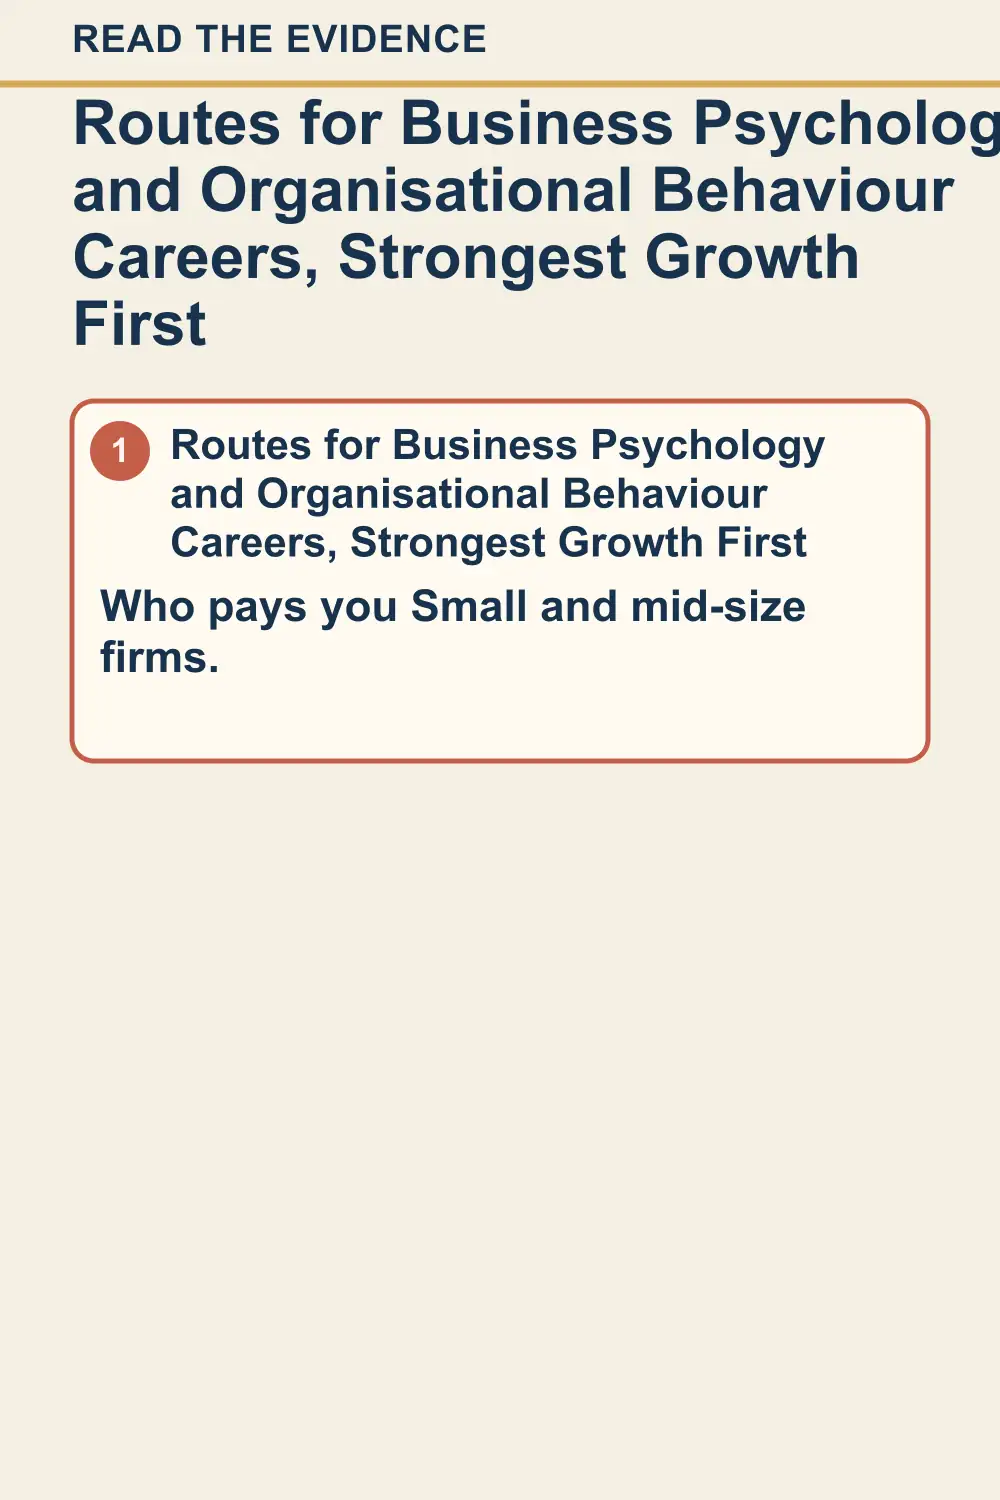 READ THE EVIDENCE
Routes for Business Psycholog
and Organisational Behaviour
Careers, Strongest Growth
First
1
Routes for Business Psychology
and Organisational Behaviour
Careers, Strongest Growth First
Who pays you Small and mid-size
firms.